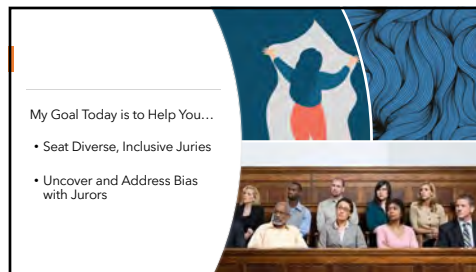 My Goal Today is to Help You…
• Seat Diverse, Inclusive Juries
• Uncover and Address Bias
with Jurors